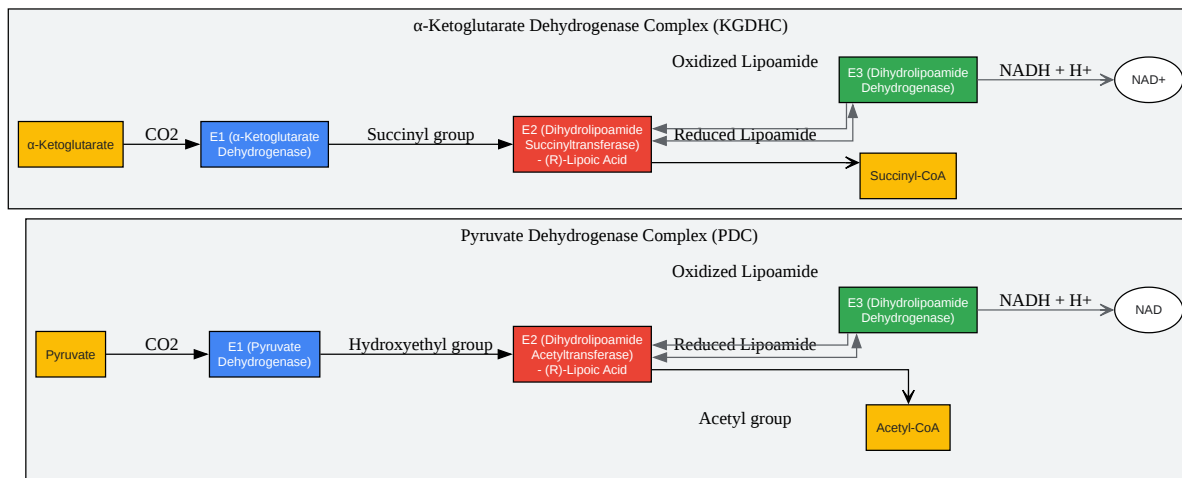 α-Ketoglutarate Dehydrogenase Complex (KGDHC)
Oxidized Lipoamide
E3 (Dihydrolipoamide
Dehydrogenase)
NADH + H+
NAD+
α-Ketoglutarate
CO2
E1 (α-Ketoglutarate
Dehydrogenase)
Succinyl group
E2 (Dihydrolipoamide
Succinyltransferase)
- (R)-Lipoic Acid
Reduced Lipoamide
Succinyl-CoA
Pyruvate Dehydrogenase Complex (PDC)
Oxidized Lipoamide
E3 (Dihydrolipoamide
Dehydrogenase)
NADH + H+
NAD
Pyruvate
CO2
E1 (Pyruvate
Dehydrogenase)
Hydroxyethyl group
E2 (Dihydrolipoamide
Acetyltransferase)
- (R)-Lipoic Acid
Reduced Lipoamide
Acetyl group
Acetyl-CoA